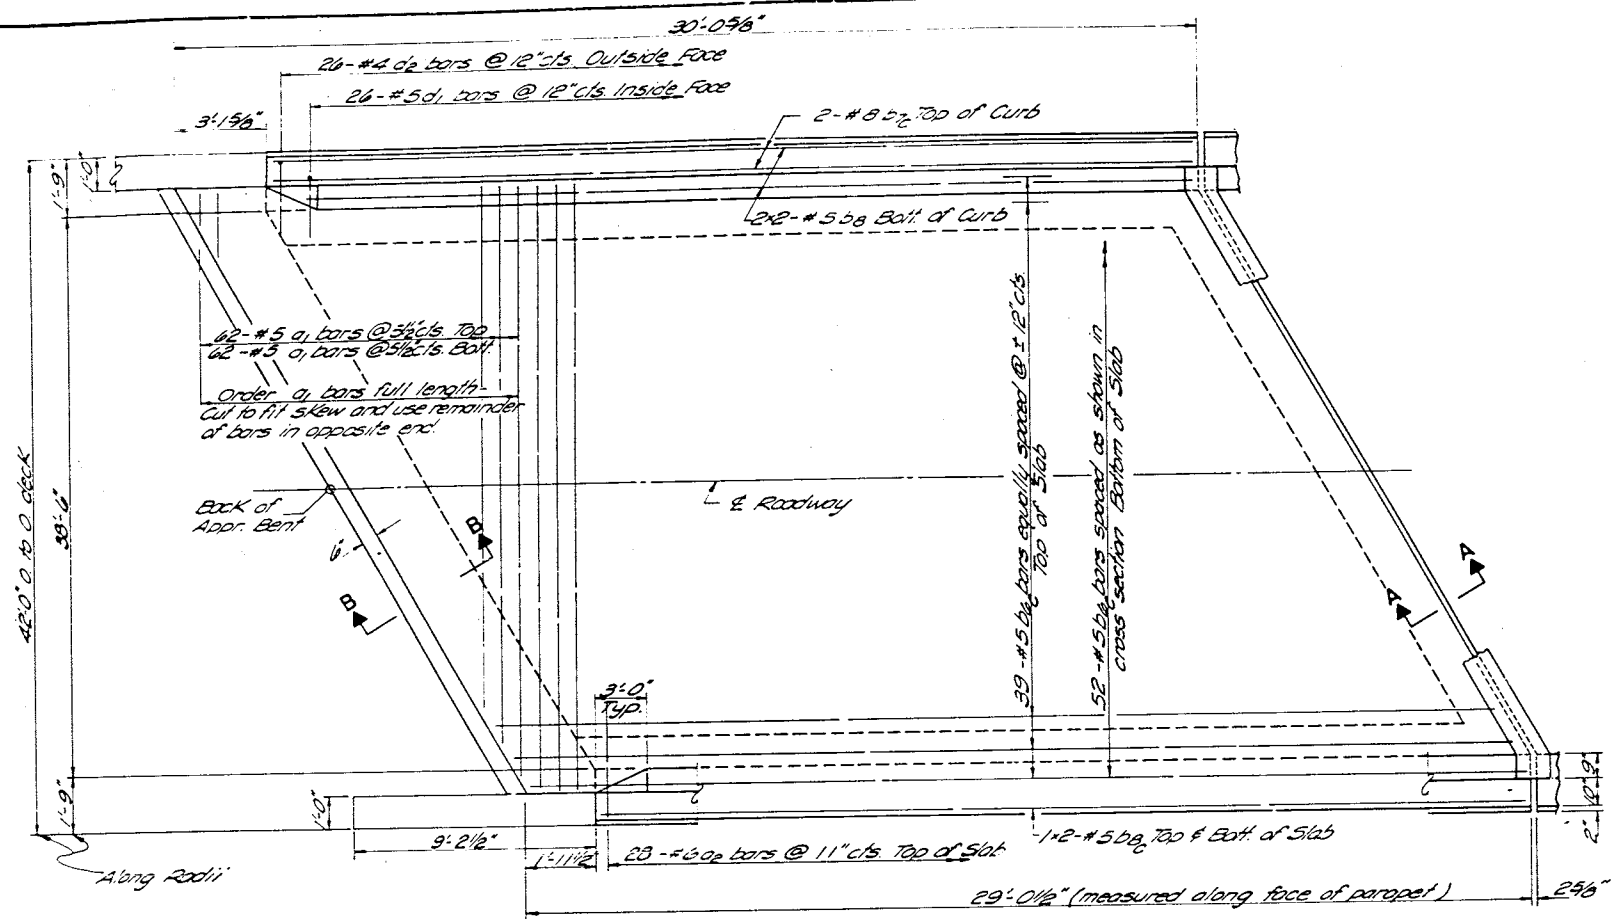 30'-0 5/8"
26-#4 d2 bars @ 12"cts. Outside Face
26-#5 d1 bars @ 12"cts. Inside Face
3'-1 5/8"
2-#8 b7c Top of Curb
1'-9"
1'-0"
2x2-#5 b8 Bott. of Curb
62-#5 a1 bars @ 5 1/2"cts. Top
62-#5 a1 bars @ 5 1/2"cts. Bott.
Order a1 bars full length-
Cut to fit skew and use remainder
of bars in opposite end.
39-#5 b6c bars equally spaced @ ± 12"cts.
Top of Slab
52-#5 b6c bars spaced as shown in
cross section Bottom of Slab
42'-0" O. to O. deck
38'-6"
Back of
Appr. Bent
℄ Roadway
6"
B
B
A
A
3'-0"
Typ.
1'-9"
1'-0"
9'-2 1/2"
1'-11 1/2"
28-#6 a2 bars @ 11"cts. Top of Slab
1x2-#5 b8c Top & Bott. of Slab
9"
10"
2"
Along Radii
29'-0 1/2" (measured along face of parapet)
2 5/8"